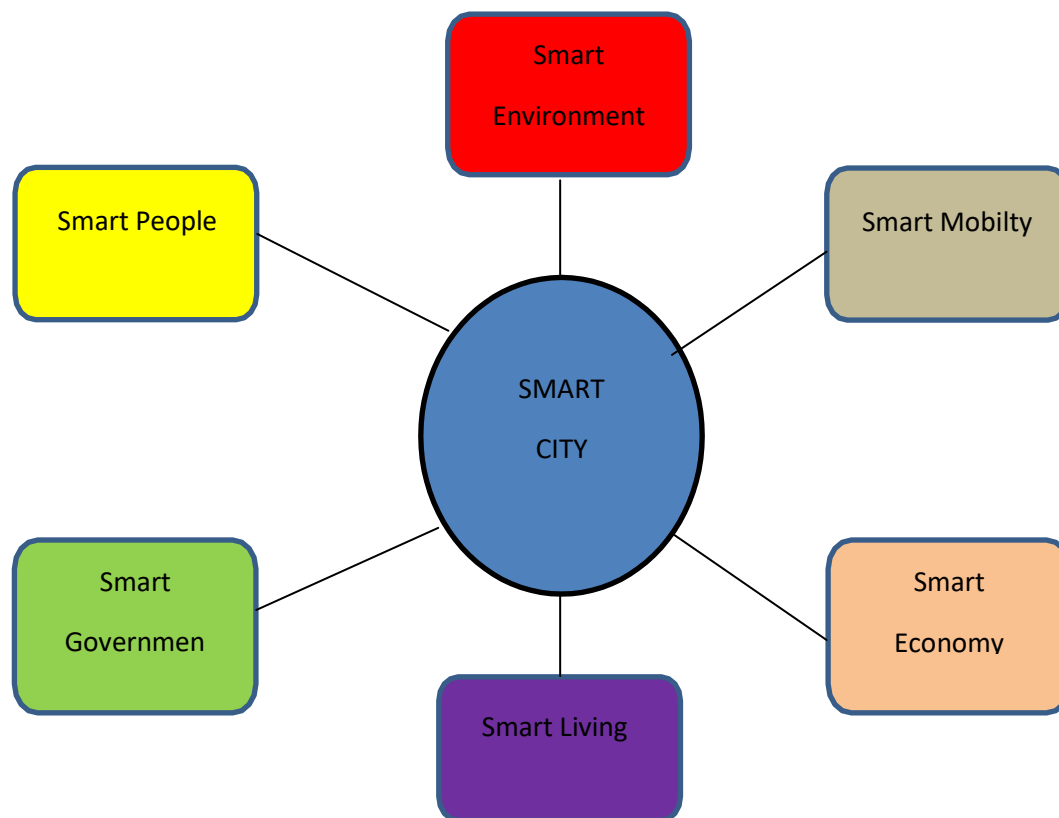 Smart
Environment
Smart People
Smart Mobilty
SMART
CITY
Smart
Governmen
Smart
Economy
Smart Living